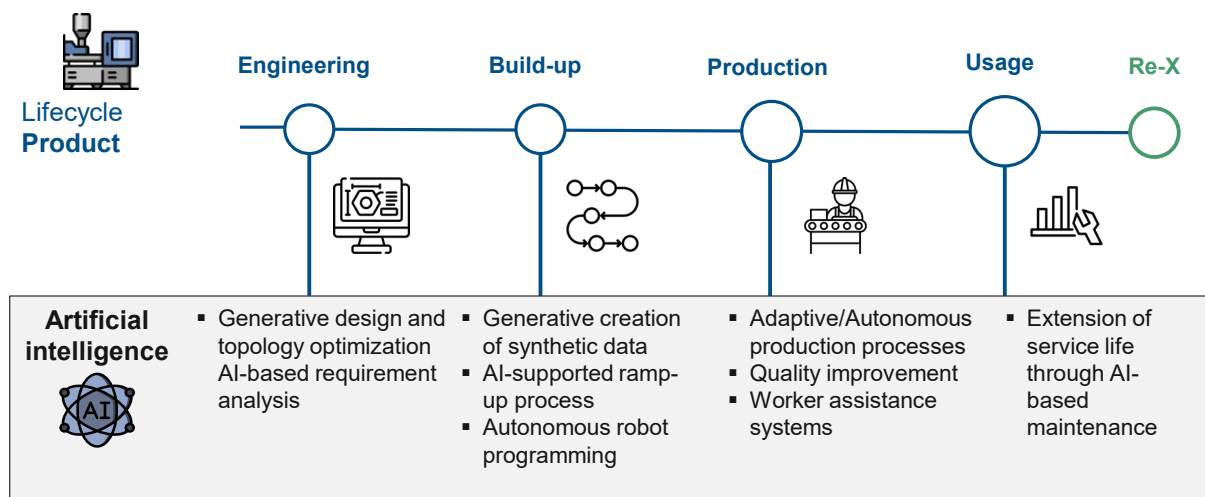 Engineering
Build-up
Production
Usage
Re-X
Lifecycle
Product
Artificial
intelligence
AI
▪ Generative design and
topology optimization
AI-based requirement
analysis
▪ Generative creation
of synthetic data
▪ AI-supported ramp-
up process
▪ Autonomous robot
programming
▪ Adaptive/Autonomous
production processes
▪ Quality improvement
▪ Worker assistance
systems
▪ Extension of
service life
through AI-
based
maintenance